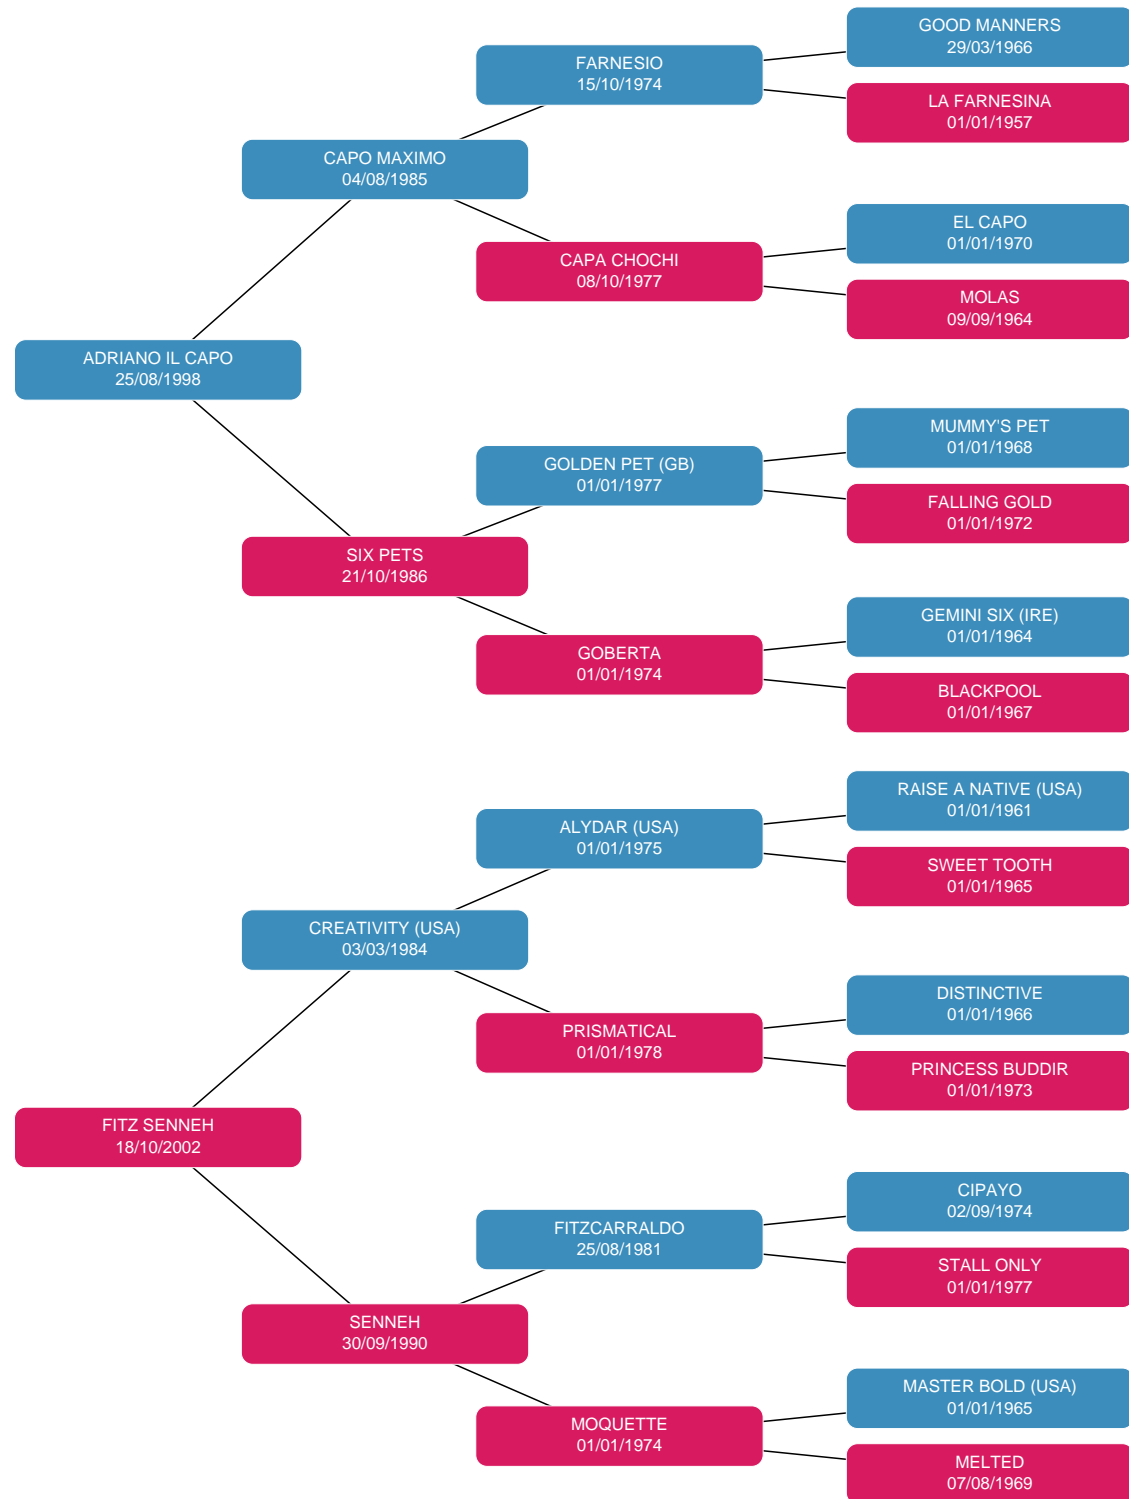 GOOD MANNERS
29/03/1966
FARNESIO
15/10/1974
LA FARNESINA
01/01/1957
CAPO MAXIMO
04/08/1985
EL CAPO
01/01/1970
CAPA CHOCHI
08/10/1977
MOLAS
09/09/1964
ADRIANO IL CAPO
25/08/1998
MUMMY'S PET
01/01/1968
GOLDEN PET (GB)
01/01/1977
FALLING GOLD
01/01/1972
SIX PETS
21/10/1986
GEMINI SIX (IRE)
01/01/1964
GOBERTA
01/01/1974
BLACKPOOL
01/01/1967
RAISE A NATIVE (USA)
01/01/1961
ALYDAR (USA)
01/01/1975
SWEET TOOTH
01/01/1965
CREATIVITY (USA)
03/03/1984
DISTINCTIVE
01/01/1966
PRISMATICAL
01/01/1978
PRINCESS BUDDIR
01/01/1973
FITZ SENNEH
18/10/2002
CIPAYO
02/09/1974
FITZCARRALDO
25/08/1981
STALL ONLY
01/01/1977
SENNEH
30/09/1990
MASTER BOLD (USA)
01/01/1965
MOQUETTE
01/01/1974
MELTED
07/08/1969